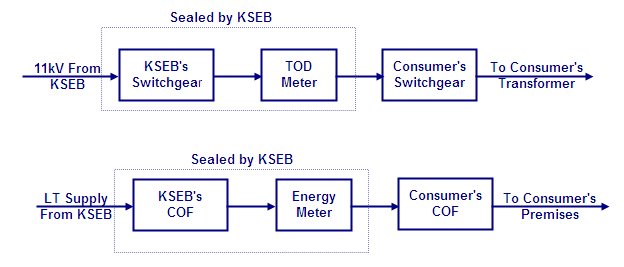 Sealed by KSEB
11kV From
KSEB
KSEB's
Switchgear
TOD
Meter
Consumer's
Switchgear
To Consumer's
Transformer
Sealed by KSEB
LT Supply
From KSEB
KSEB's
COF
Energy
Meter
Consumer's
COF
To Consumer's
Premises